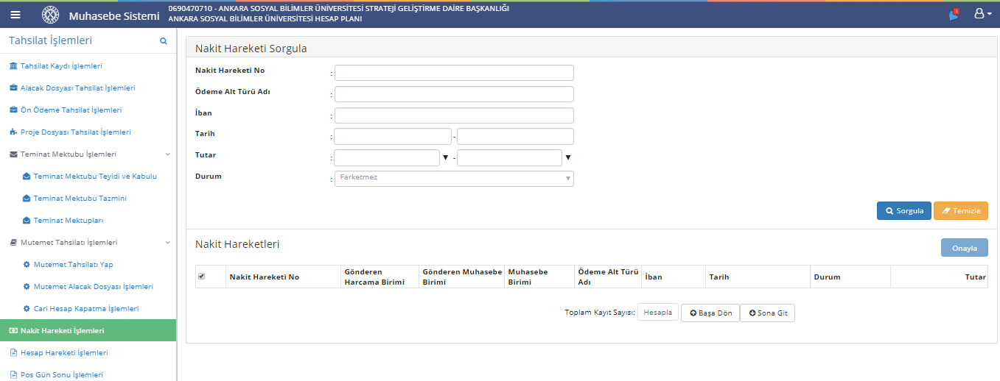 Muhasebe Sistemi
0690470710 - ANKARA SOSYAL BİLİMLER ÜNİVERSİTESİ STRATEJİ GELİŞTİRME DAİRE BAŞKANLIĞI
ANKARA SOSYAL BİLİMLER ÜNİVERSİTESİ HESAP PLANI
1
Tahsilat İşlemleri
Tahsilat Kaydı İşlemleri
Alacak Dosyası Tahsilat İşlemleri
Ön Ödeme Tahsilat İşlemleri
Proje Dosyası Tahsilat İşlemleri
Teminat Mektubu İşlemleri
Teminat Mektubu Teyidi ve Kabulu
Teminat Mektubu Tazmini
Teminat Mektupları
Mutemet Tahsilatı İşlemleri
Mutemet Tahsilatı Yap
Mutemet Alacak Dosyası İşlemleri
Cari Hesap Kapatma İşlemleri
Nakit Hareketi İşlemleri
Hesap Hareketi İşlemleri
Pos Gün Sonu İşlemleri
Nakit Hareketi Sorgula
Nakit Hareketi No :
Ödeme Alt Türü Adı :
İban :
Tarih : -
Tutar : -
Durum : Farketmez
Sorgula Temizle
Nakit Hareketleri
Onayla
Nakit Hareketi No
Gönderen
Harcama Birimi
Gönderen Muhasebe
Birimi
Muhasebe
Birimi
Ödeme Alt Türü
Adı
İban
Tarih
Durum
Tutar
Toplam Kayıt Sayısı: Hesapla Başa Dön Sona Git